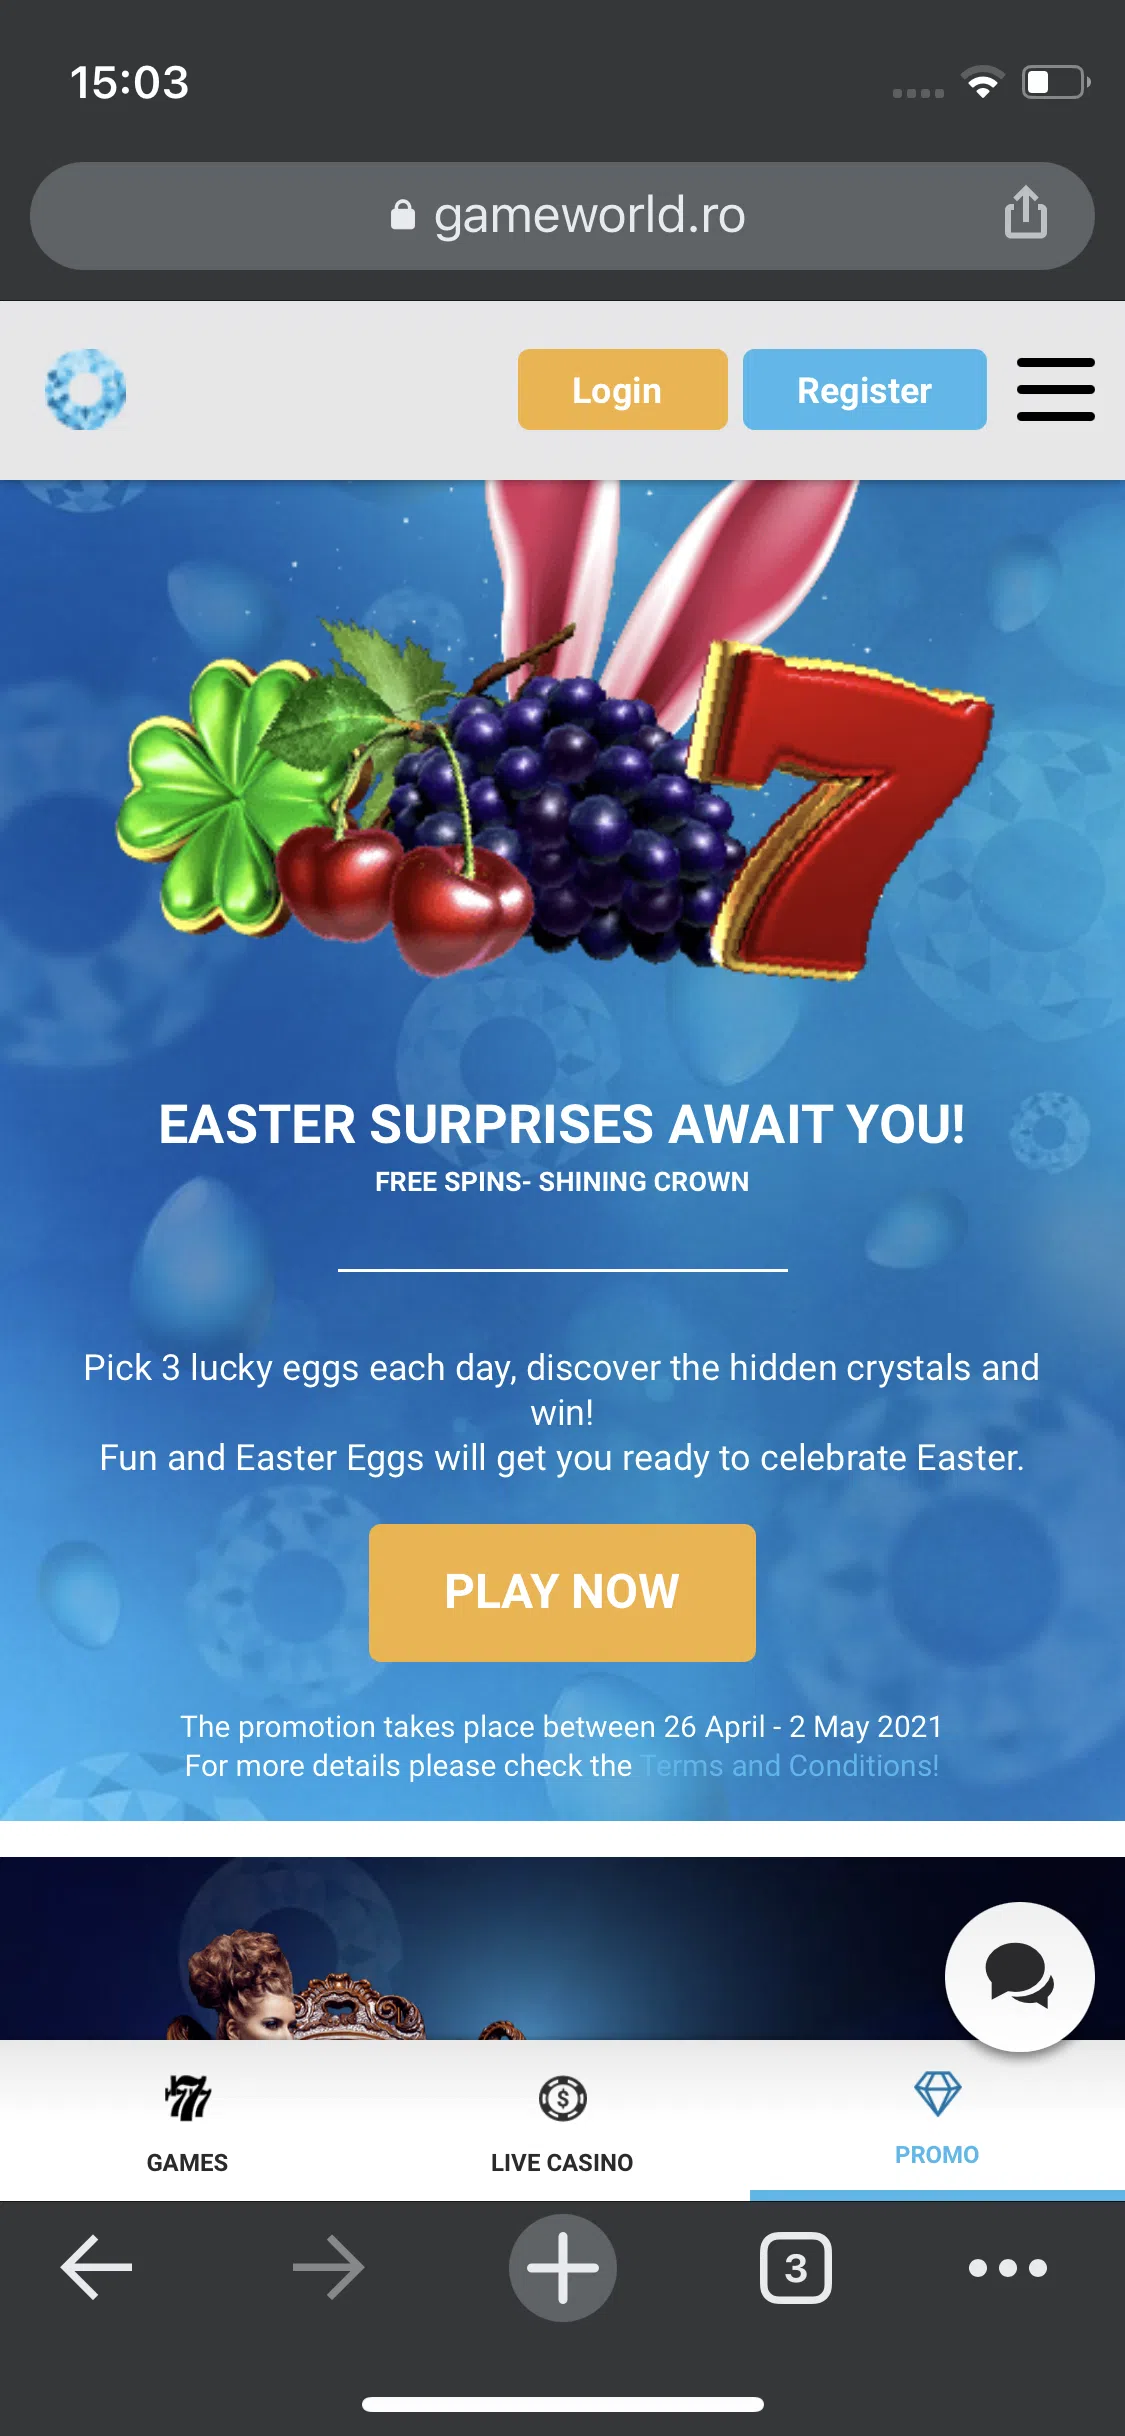 15:03
gameworld.ro
Login
Register
7
EASTER SURPRISES AWAIT YOU!
FREE SPINS- SHINING CROWN
Pick 3 lucky eggs each day, discover the hidden crystals and
win!
Fun and Easter Eggs will get you ready to celebrate Easter.
PLAY NOW
The promotion takes place between 26 April - 2 May 2021
For more details please check the Terms and Conditions!
777
$
GAMES
LIVE CASINO
PROMO
3